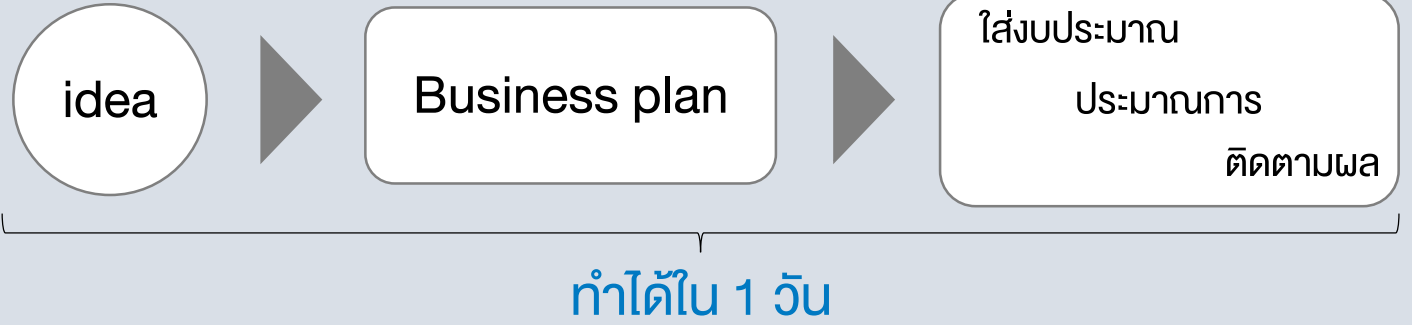 idea
Business plan
ใส่งบประมาณ
ประมาณการ
ติดตามผล
ทำได้ใน 1 วัน